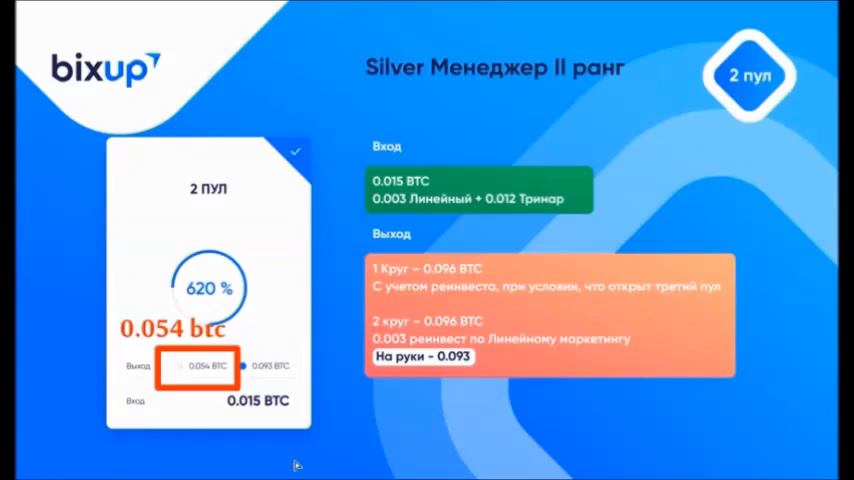 bixup
Silver Менеджер II ранг
2 пул
2 ПУЛ
620 %
0.054 btc
Выход 0.054 BTC 0.093 BTC
Вход 0.015 BTC
Вход
0.015 BTC
0.003 Линейный + 0.012 Тринар
Выход
1 Круг – 0.096 BTC
С учетом реинвеста, при условии, что открыт третий пул
2 круг – 0.096 BTC
0.003 реинвест по Линейному маркетингу
На руки - 0.093